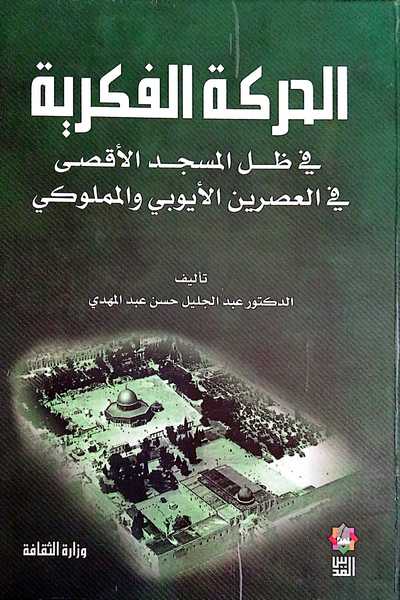 الحركة الفكرية
في ظل المسجد الأقصى
في العصرين الأيوبي والمملوكي
تأليف
الدكتور عبد الجليل حسن عبد المهدي
وزارة الثقافة
القدس